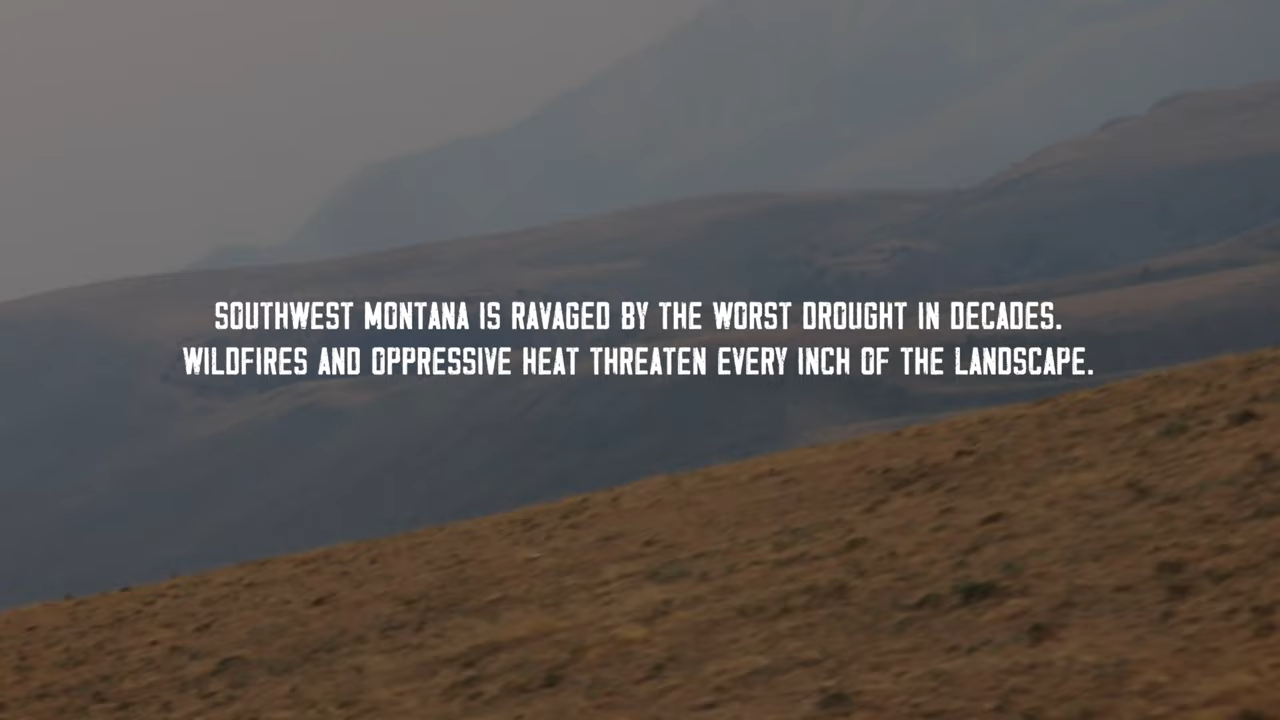 SOUTHWEST MONTANA IS RAVAGED BY THE WORST DROUGHT IN DECADES.
WILDFIRES AND OPPRESSIVE HEAT THREATEN EVERY INCH OF THE LANDSCAPE.